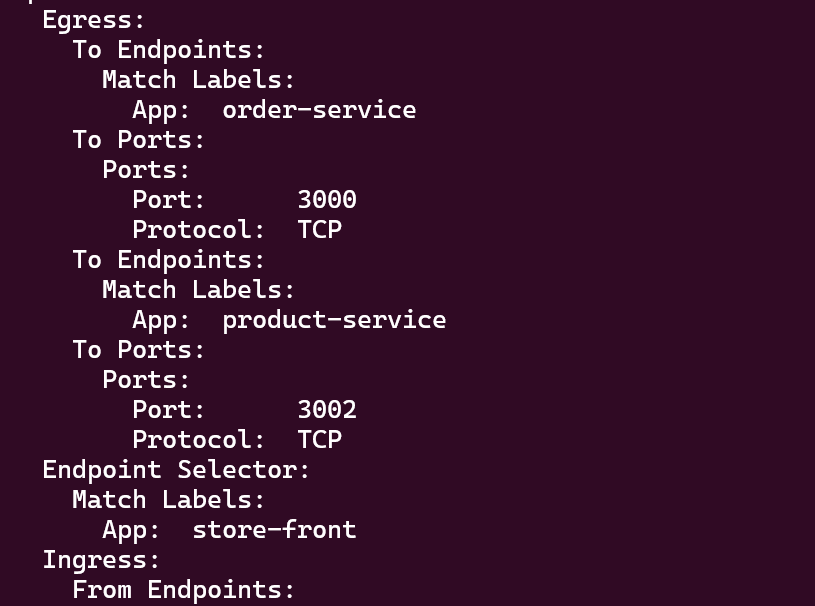 Egress:
To Endpoints:
Match Labels:
App: order-service
To Ports:
Ports:
Port: 3000
Protocol: TCP
To Endpoints:
Match Labels:
App: product-service
To Ports:
Ports:
Port: 3002
Protocol: TCP
Endpoint Selector:
Match Labels:
App: store-front
Ingress:
From Endpoints: